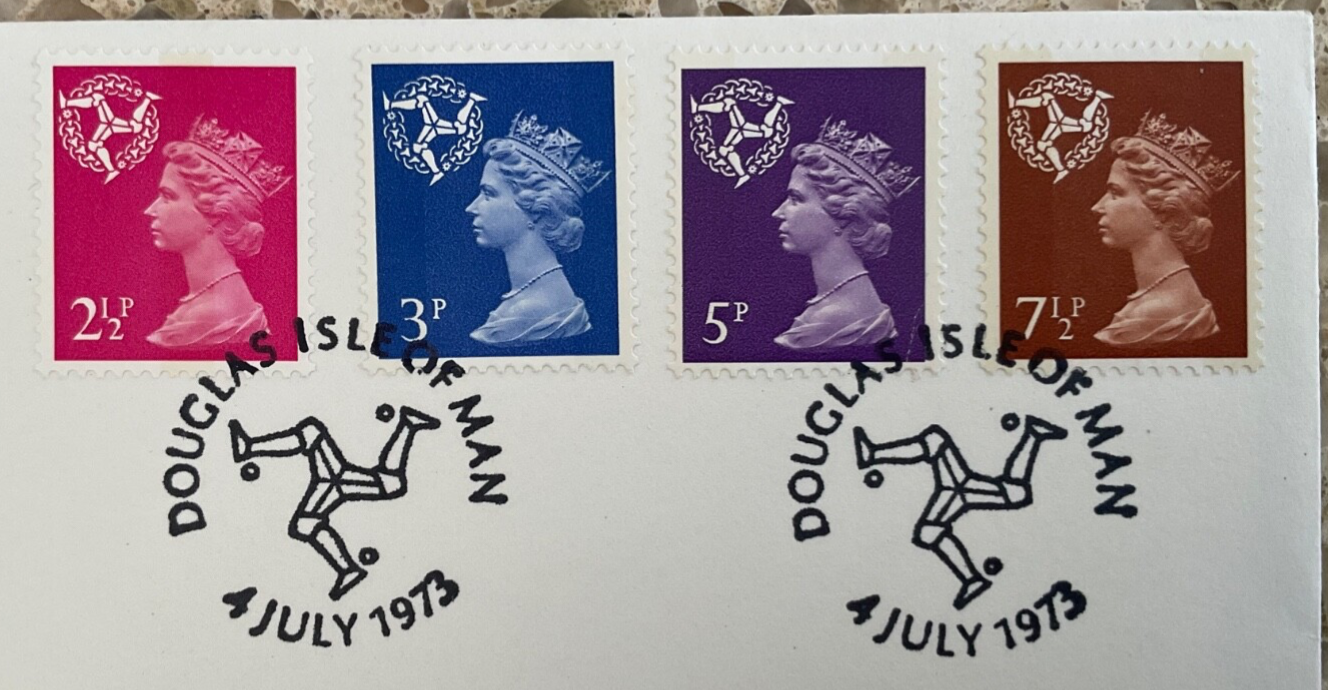 2½P
3P
5P
7½P
DOUGLAS ISLE OF MAN
4 JULY 1973
DOUGLAS ISLE OF MAN
4 JULY 1973